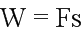 W = Fs